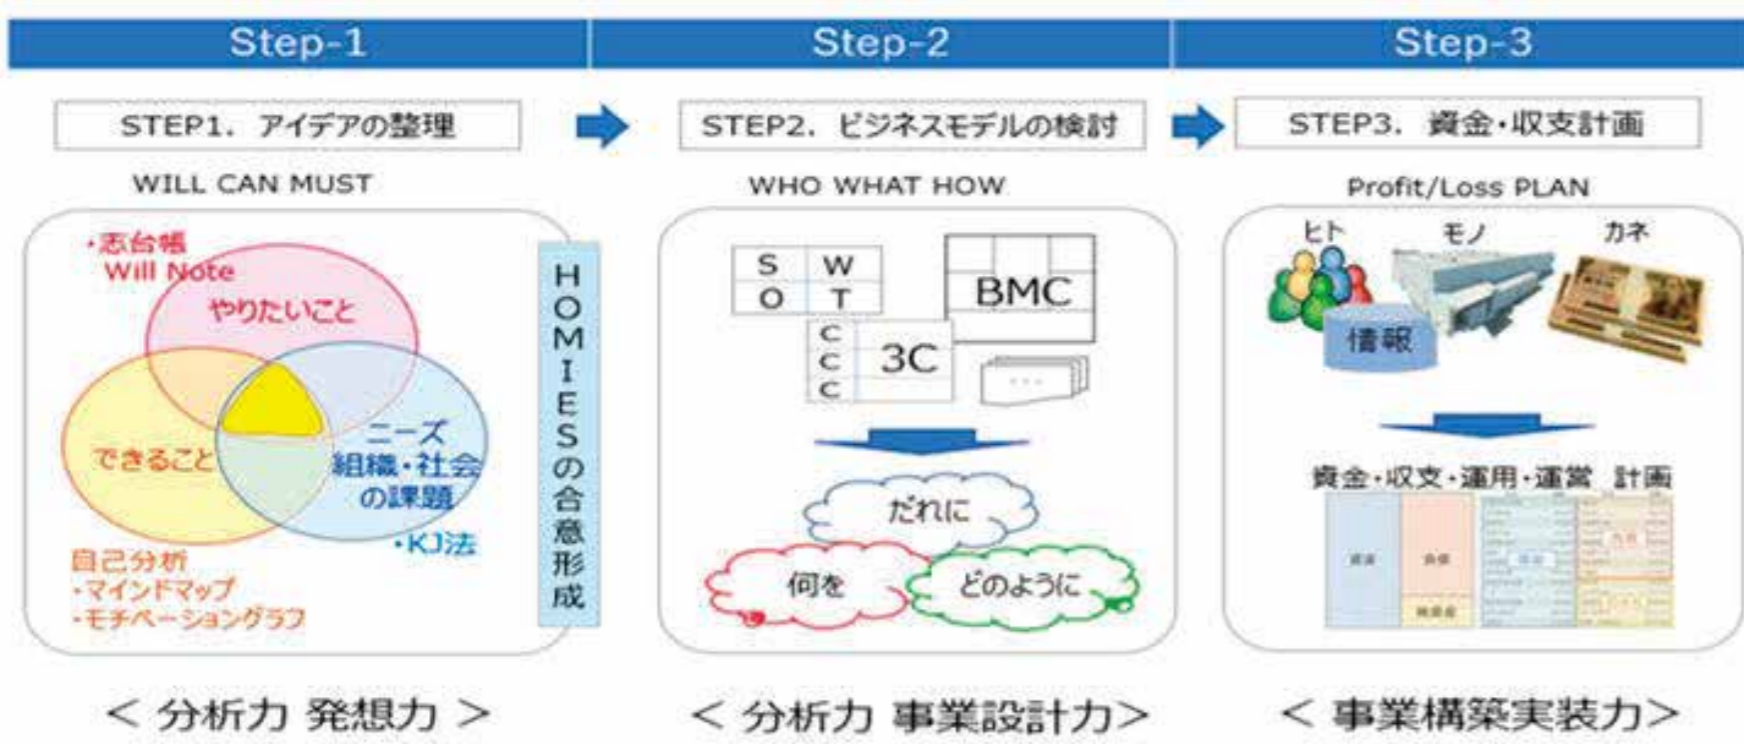 Step-1
Step-2
Step-3
STEP1. アイデアの整理
STEP2. ビジネスモデルの検討
STEP3. 資金・収支計画
WILL CAN MUST
WHO WHAT HOW
Profit/Loss PLAN
・志台帳
Will Note
やりたいこと
できること
ニーズ
組織・社会
の課題
・KJ法
自己分析
・マインドマップ
・モチベーショングラフ
HOMIESの合意形成
S W
O T
BMC
C
C
C
3C
...
だれに
何を
どのように
ヒト
モノ
カネ
情報
資金・収支・運用・運営 計画
< 分析力 発想力 >
< 分析力 事業設計力>
< 事業構築実装力>